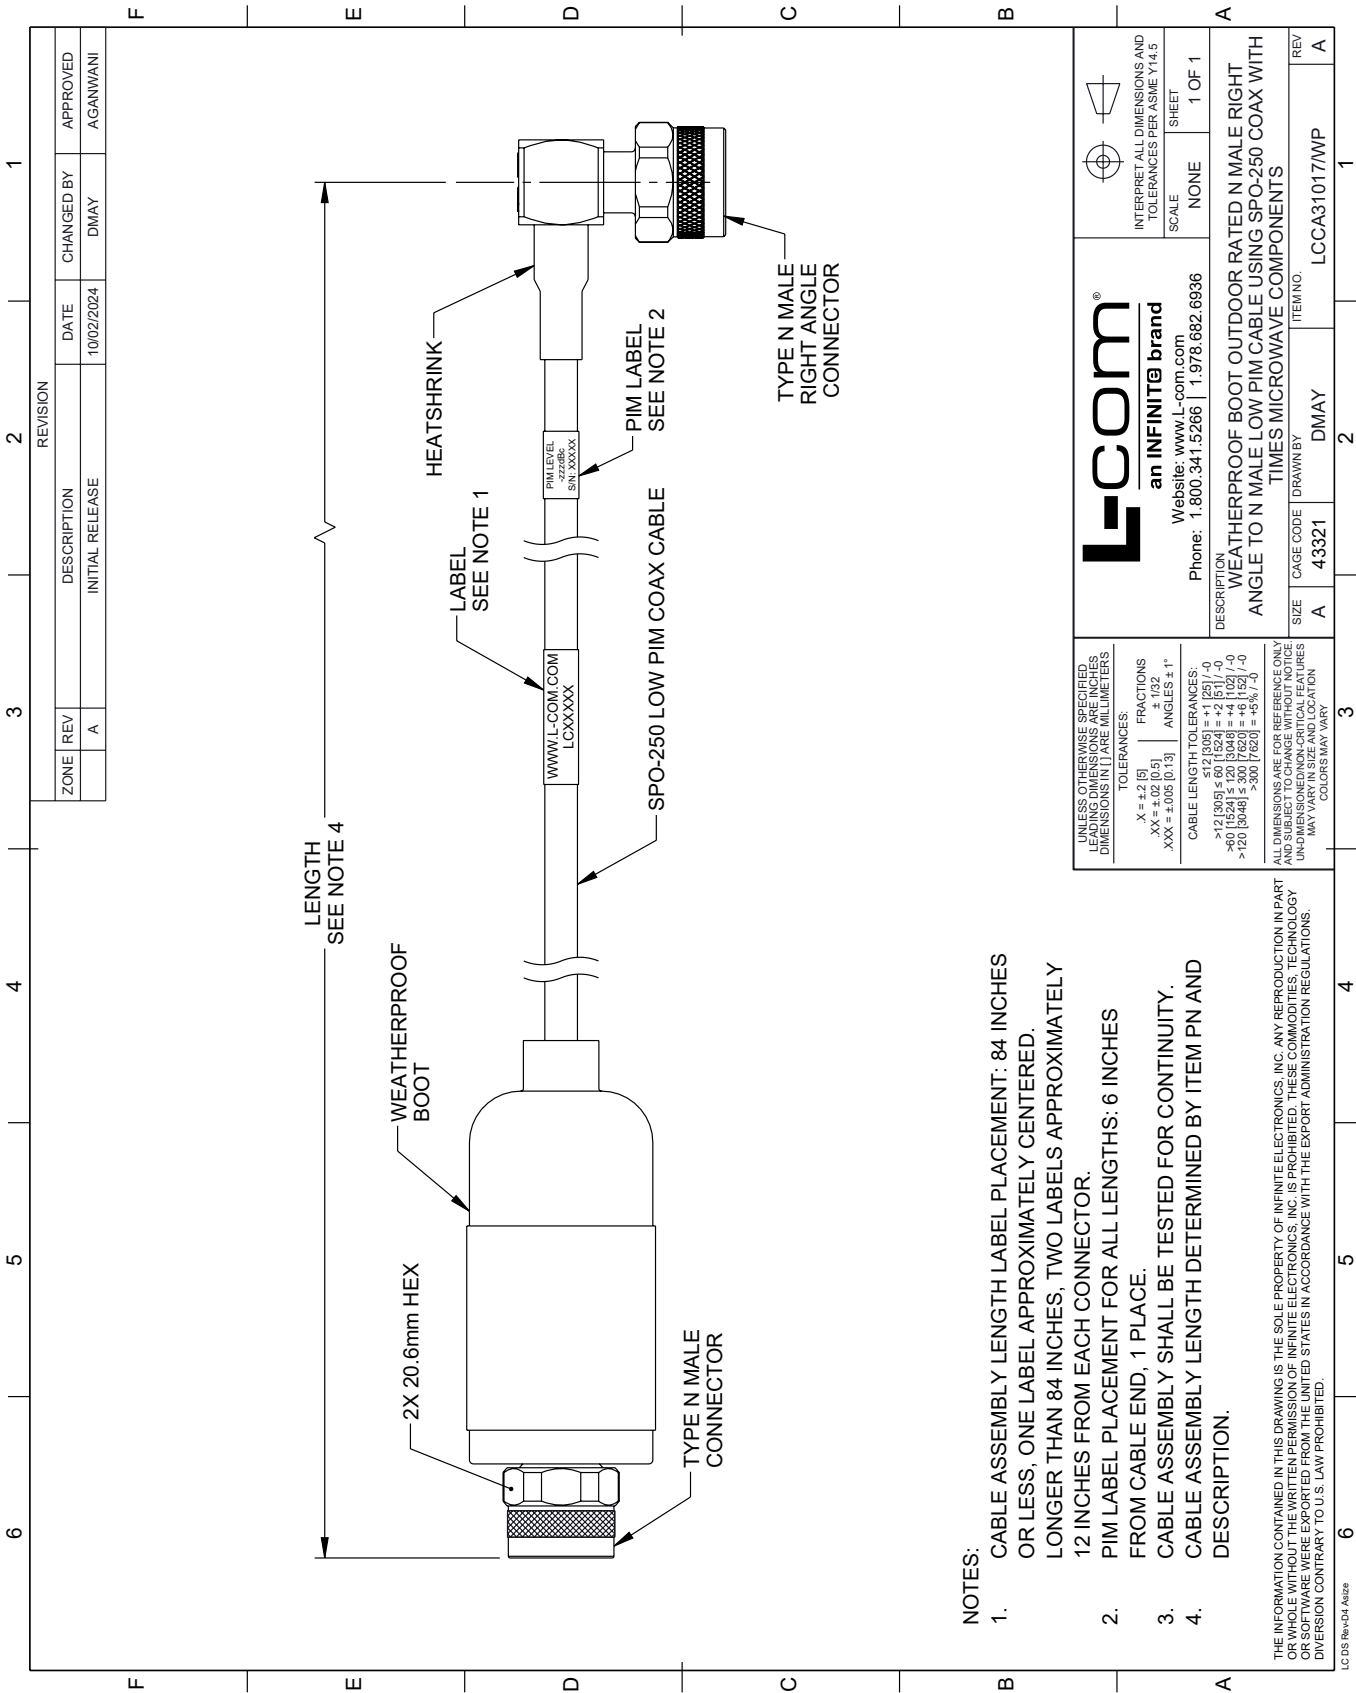 6 5 4 3 2 1
F
E
D
C
B
A
REVISION
ZONE REV DESCRIPTION DATE CHANGED BY APPROVED
A INITIAL RELEASE 10/02/2024 DMAY AGANWANI
LENGTH
SEE NOTE 4
2X 20.6mm HEX
WEATHERPROOF
BOOT
LABEL
SEE NOTE 1
HEATSHRINK
WWW.L-COM.COM
LCXXXXX
PIM LEVEL
-zzzdBc
S/N: XXXXX
PIM LABEL
SEE NOTE 2
TYPE N MALE
CONNECTOR
SPO-250 LOW PIM COAX CABLE
TYPE N MALE
RIGHT ANGLE
CONNECTOR
NOTES:
1. CABLE ASSEMBLY LENGTH LABEL PLACEMENT: 84 INCHES
OR LESS, ONE LABEL APPROXIMATELY CENTERED.
LONGER THAN 84 INCHES, TWO LABELS APPROXIMATELY
12 INCHES FROM EACH CONNECTOR.
2. PIM LABEL PLACEMENT FOR ALL LENGTHS: 6 INCHES
FROM CABLE END, 1 PLACE.
3. CABLE ASSEMBLY SHALL BE TESTED FOR CONTINUITY.
4. CABLE ASSEMBLY LENGTH DETERMINED BY ITEM PN AND
DESCRIPTION.
THE INFORMATION CONTAINED IN THIS DRAWING IS THE SOLE PROPERTY OF INFINITE ELECTRONICS, INC. ANY REPRODUCTION IN PART
OR WHOLE WITHOUT THE WRITTEN PERMISSION OF INFINITE ELECTRONICS, INC. IS PROHIBITED. THESE COMMODITIES, TECHNOLOGY
OR SOFTWARE WERE EXPORTED FROM THE UNITED STATES IN ACCORDANCE WITH THE EXPORT ADMINISTRATION REGULATIONS.
DIVERSION CONTRARY TO U.S. LAW PROHIBITED.
UNLESS OTHERWISE SPECIFIED
LEADING DIMENSIONS ARE INCHES
DIMENSIONS IN [ ] ARE MILLIMETERS
TOLERANCES:
.X = ±.2 [5] FRACTIONS
.XX = ±.02 [0.5] ± 1/32
.XXX = ±.005 [0.13] ANGLES ± 1°
CABLE LENGTH TOLERANCES:
≤12 [305] = +1 [25] / -0
>12 [305] ≤ 60 [1524] = +2 [51] / -0
>60 [1524] ≤ 120 [3048] = +4 [102] / -0
>120 [3048] ≤ 300 [7620] = +6 [152] / -0
>300 [7620] = +5% / -0
ALL DIMENSIONS ARE FOR REFERENCE ONLY
AND SUBJECT TO CHANGE WITHOUT NOTICE.
UN-DIMENSIONED/NON-CRITICAL FEATURES
MAY VARY IN SIZE AND LOCATION
COLORS MAY VARY
L-com®
an INFINIT@ brand
Website: www.L-com.com
Phone: 1.800.341.5266 | 1.978.682.6936
INTERPRET ALL DIMENSIONS AND
TOLERANCES PER ASME Y14.5
SCALE NONE
SHEET 1 OF 1
DESCRIPTION
WEATHERPROOF BOOT OUTDOOR RATED N MALE RIGHT
ANGLE TO N MALE LOW PIM CABLE USING SPO-250 COAX WITH
TIMES MICROWAVE COMPONENTS
SIZE CAGE CODE DRAWN BY ITEM NO. REV
A 43321 DMAY LCCA31017/WP A
F
E
D
C
B
A
6 5 4 3 2 1
LC DS Rev-D4 Asize